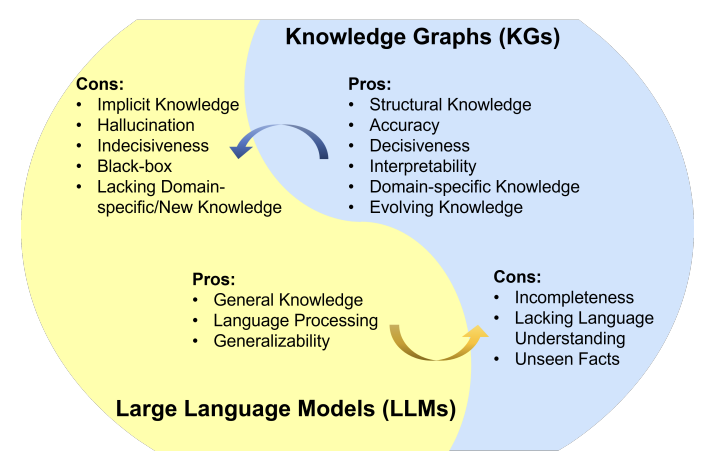 Knowledge Graphs (KGs)
Cons:
• Implicit Knowledge
• Hallucination
• Indecisiveness
• Black-box
• Lacking Domain-
specific/New Knowledge
Pros:
• Structural Knowledge
• Accuracy
• Decisiveness
• Interpretability
• Domain-specific Knowledge
• Evolving Knowledge
Pros:
• General Knowledge
• Language Processing
• Generalizability
Cons:
• Incompleteness
• Lacking Language
Understanding
• Unseen Facts
Large Language Models (LLMs)